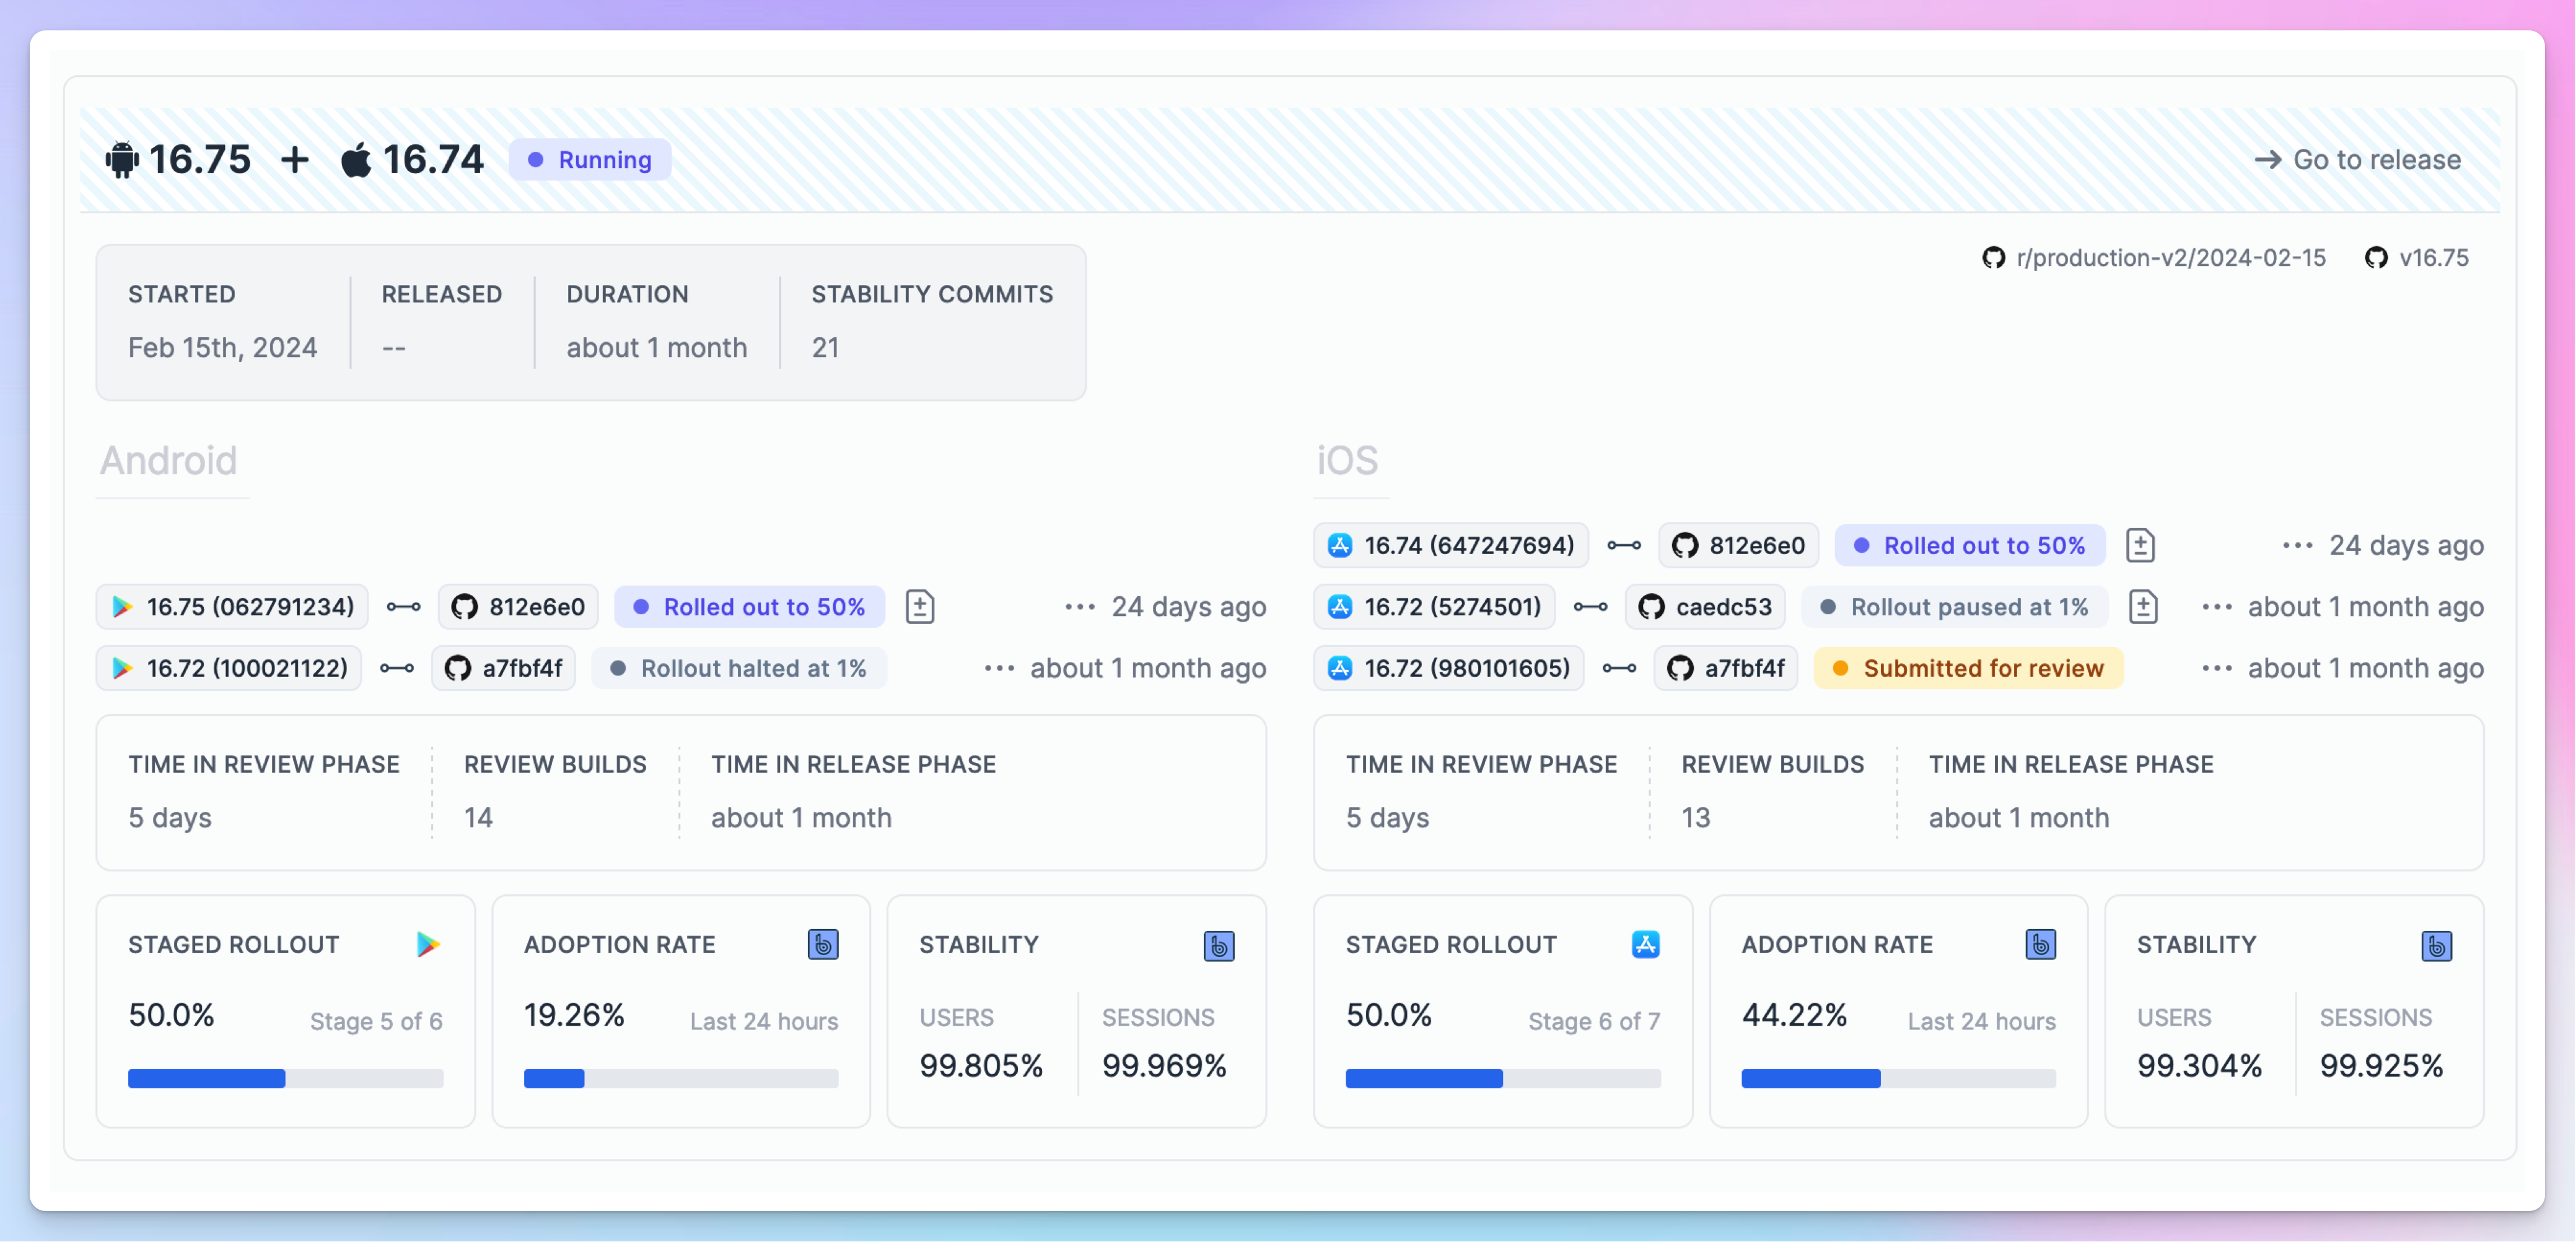 16.75 + 16.74 Running → Go to release
r/production-v2/2024-02-15 v16.75
STARTED RELEASED DURATION STABILITY COMMITS
Feb 15th, 2024 -- about 1 month 21
Android
16.75 (062791234) 812e6e0 Rolled out to 50% ··· 24 days ago
16.72 (100021122) a7fbf4f Rollout halted at 1% ··· about 1 month ago
TIME IN REVIEW PHASE REVIEW BUILDS TIME IN RELEASE PHASE
5 days 14 about 1 month
STAGED ROLLOUT
50.0% Stage 5 of 6
ADOPTION RATE
19.26% Last 24 hours
STABILITY
USERS SESSIONS
99.805% 99.969%
iOS
16.74 (647247694) 812e6e0 Rolled out to 50% ··· 24 days ago
16.72 (5274501) caedc53 Rollout paused at 1% ··· about 1 month ago
16.72 (980101605) a7fbf4f Submitted for review ··· about 1 month ago
TIME IN REVIEW PHASE REVIEW BUILDS TIME IN RELEASE PHASE
5 days 13 about 1 month
STAGED ROLLOUT
50.0% Stage 6 of 7
ADOPTION RATE
44.22% Last 24 hours
STABILITY
USERS SESSIONS
99.304% 99.925%